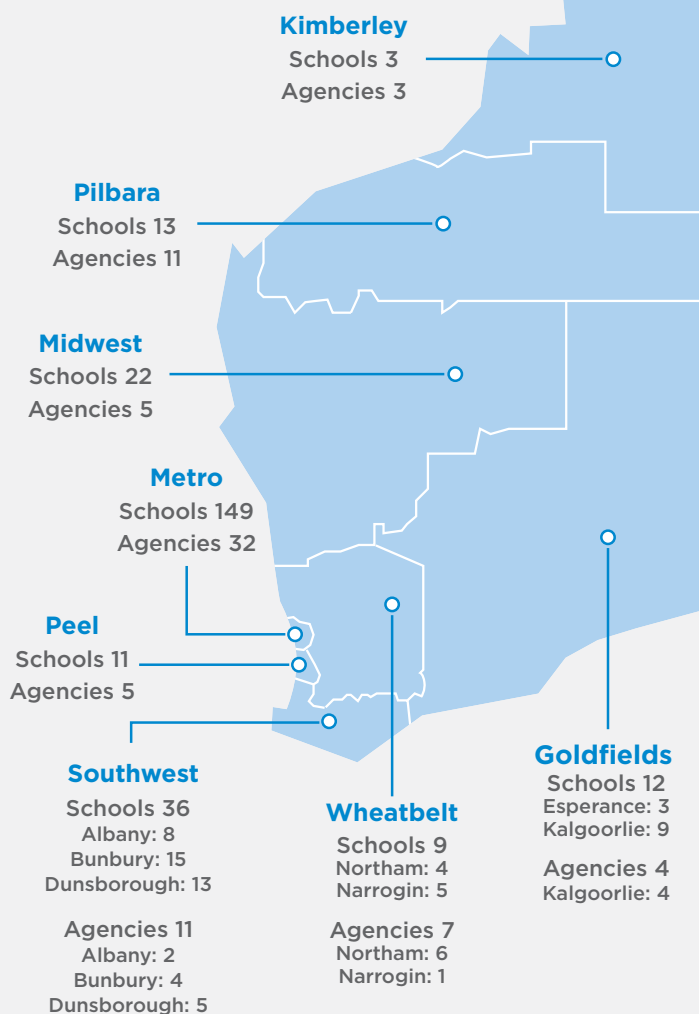 Kimberley
Schools 3
Agencies 3
Pilbara
Schools 13
Agencies 11
Midwest
Schools 22
Agencies 5
Metro
Schools 149
Agencies 32
Peel
Schools 11
Agencies 5
Southwest
Schools 36
Albany: 8
Bunbury: 15
Dunsborough: 13
Agencies 11
Albany: 2
Bunbury: 4
Dunsborough: 5
Wheatbelt
Schools 9
Northam: 4
Narrogin: 5
Agencies 7
Northam: 6
Narrogin: 1
Goldfields
Schools 12
Esperance: 3
Kalgoorlie: 9
Agencies 4
Kalgoorlie: 4